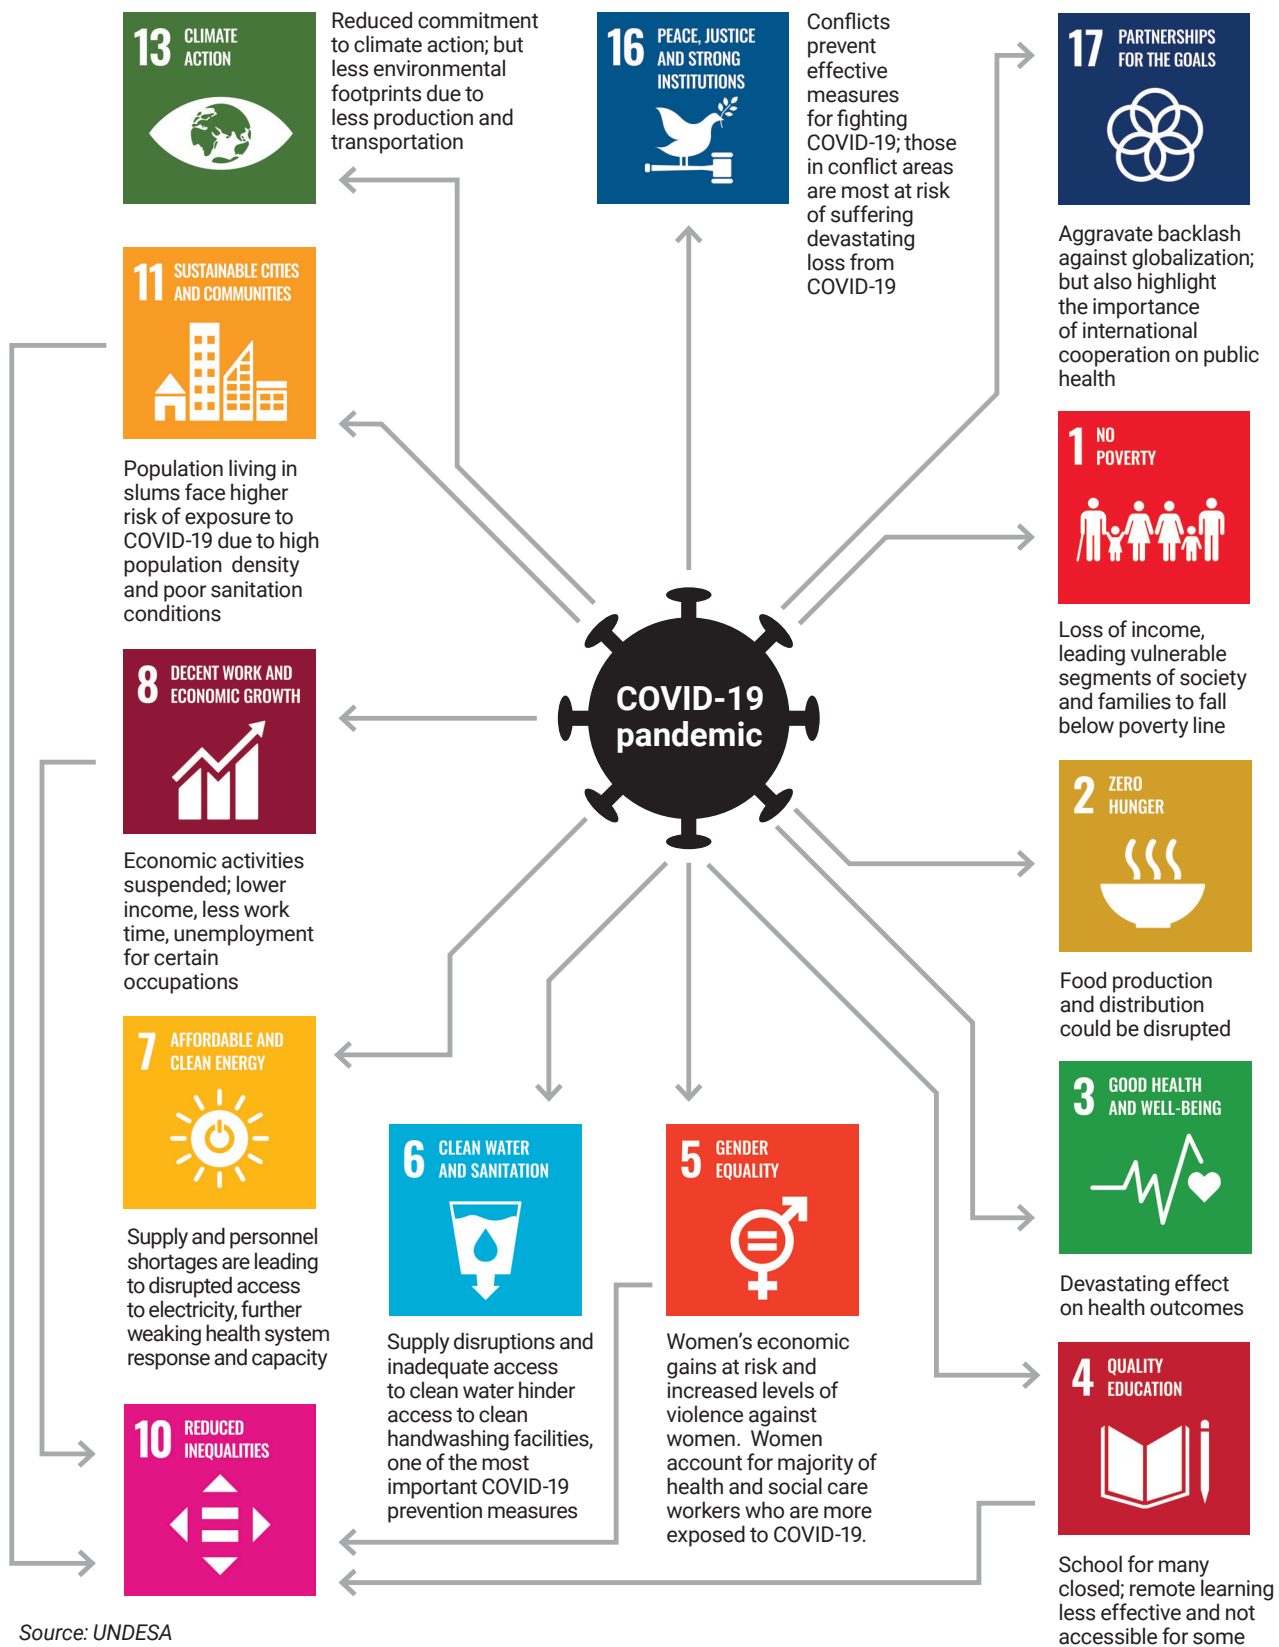 13 CLIMATE
ACTION
Reduced commitment
to climate action; but
less environmental
footprints due to
less production and
transportation
16 PEACE, JUSTICE
AND STRONG
INSTITUTIONS
Conflicts
prevent
effective
measures
for fighting
COVID-19; those
in conflict areas
are most at risk
of suffering
devastating
loss from
COVID-19
17 PARTNERSHIPS
FOR THE GOALS
Aggravate backlash
against globalization;
but also highlight
the importance
of international
cooperation on public
health
11 SUSTAINABLE CITIES
AND COMMUNITIES
Population living in
slums face higher
risk of exposure to
COVID-19 due to high
population density
and poor sanitation
conditions
1 NO
POVERTY
Loss of income,
leading vulnerable
segments of society
and families to fall
below poverty line
COVID-19
pandemic
8 DECENT WORK AND
ECONOMIC GROWTH
Economic activities
suspended; lower
income, less work
time, unemployment
for certain
occupations
2 ZERO
HUNGER
Food production
and distribution
could be disrupted
7 AFFORDABLE AND
CLEAN ENERGY
Supply and personnel
shortages are leading
to disrupted access
to electricity, further
weaking health system
response and capacity
3 GOOD HEALTH
AND WELL-BEING
Devastating effect
on health outcomes
6 CLEAN WATER
AND SANITATION
Supply disruptions and
inadequate access
to clean water hinder
access to clean
handwashing facilities,
one of the most
important COVID-19
prevention measures
5 GENDER
EQUALITY
Women's economic
gains at risk and
increased levels of
violence against
women. Women
account for majority of
health and social care
workers who are more
exposed to COVID-19.
4 QUALITY
EDUCATION
School for many
closed; remote learning
less effective and not
accessible for some
10 REDUCED
INEQUALITIES
Source: UNDESA